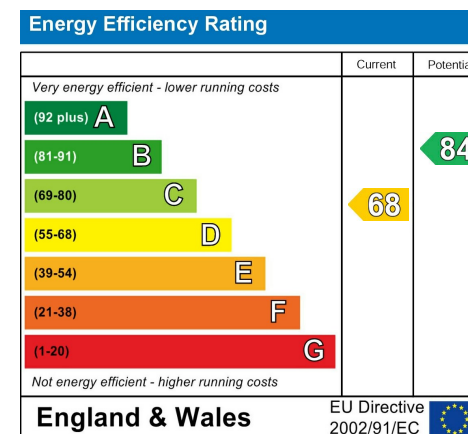 Energy Efficiency Rating
Current Potentia
Very energy efficient - lower running costs
(92 plus) A
(81-91) B
84
(69-80) C
68
(55-68) D
(39-54) E
(21-38) F
(1-20) G
Not energy efficient - higher running costs
England & Wales
EU Directive
2002/91/EC